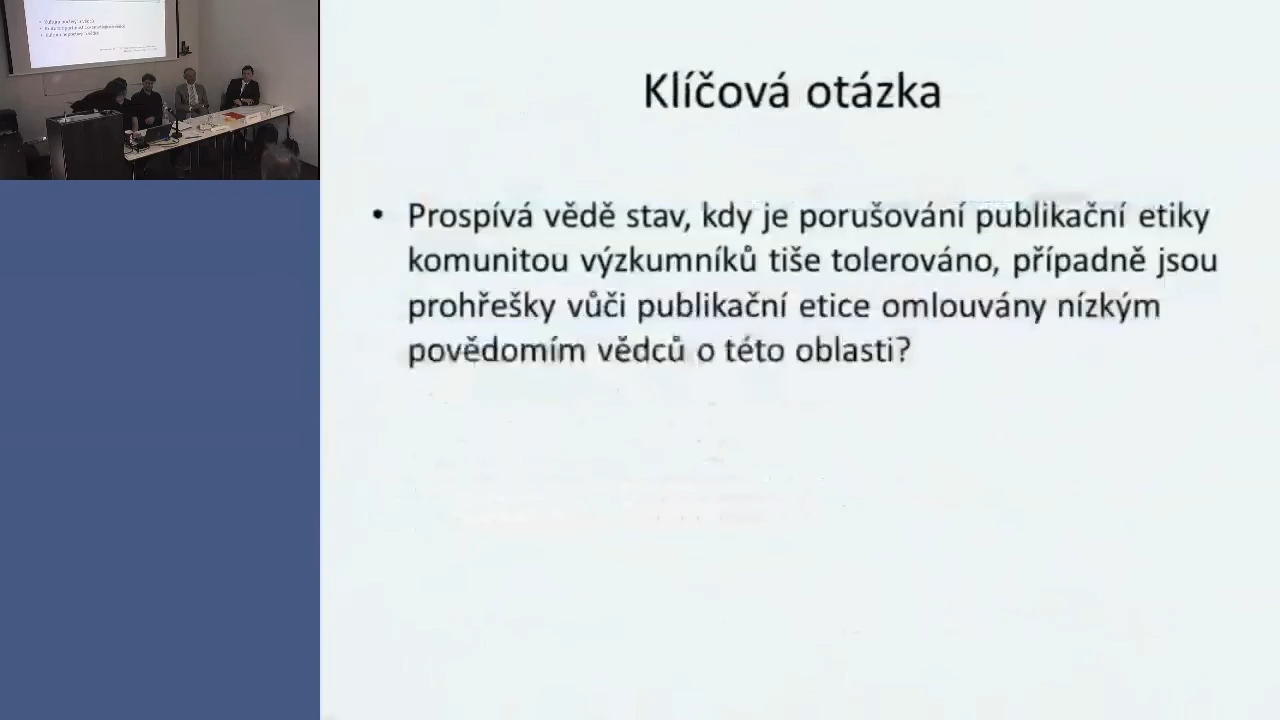 Klíčová otázka
• Prospívá vědě stav, kdy je porušování publikační etiky
komunitou výzkumníků tiše tolerováno, případně jsou
prohřešky vůči publikační etice omlouvány nízkým
povědomím vědců o této oblasti?